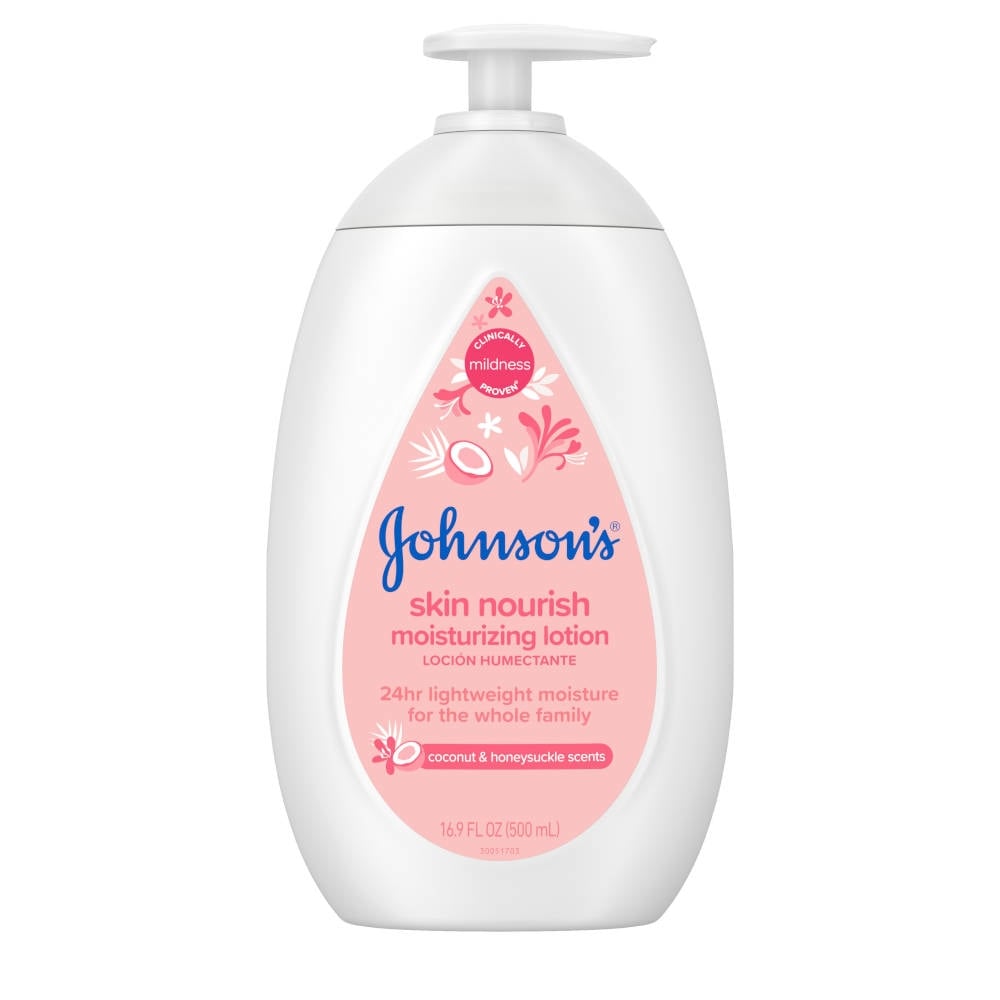 CLINICALLY
mildness
PROVEN*
Johnson's®
skin nourish
moisturizing lotion
LOCIÓN HUMECTANTE
24hr lightweight moisture
for the whole family
coconut & honeysuckle scents
16.9 FL OZ (500 mL)
30051703